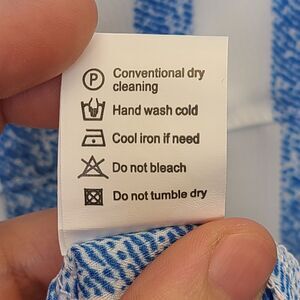 P Conventional dry
cleaning
Hand wash cold
Cool iron if need
Do not bleach
Do not tumble dry